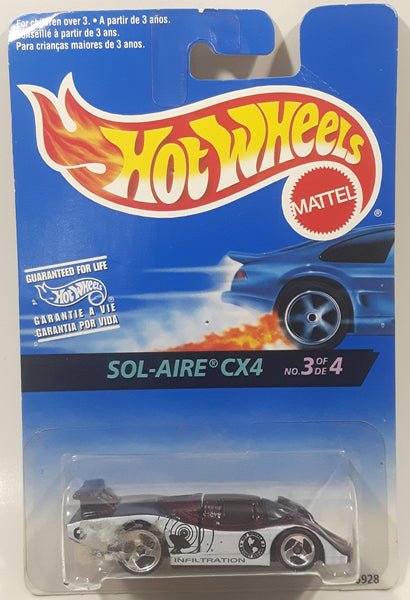 For children over 3. • A partir de 3 años.
Conseillé à partir de 3 ans.
Para crianças maiores de 3 anos.
HOT WHEELS
®
MATTEL
GUARANTEED FOR LIFE
HOT WHEELS
GARANTIE A VIE
GARANTIA POR VIDA
SOL-AIRE® CX4 NO. 3 OF DE 4
INFILTRATION